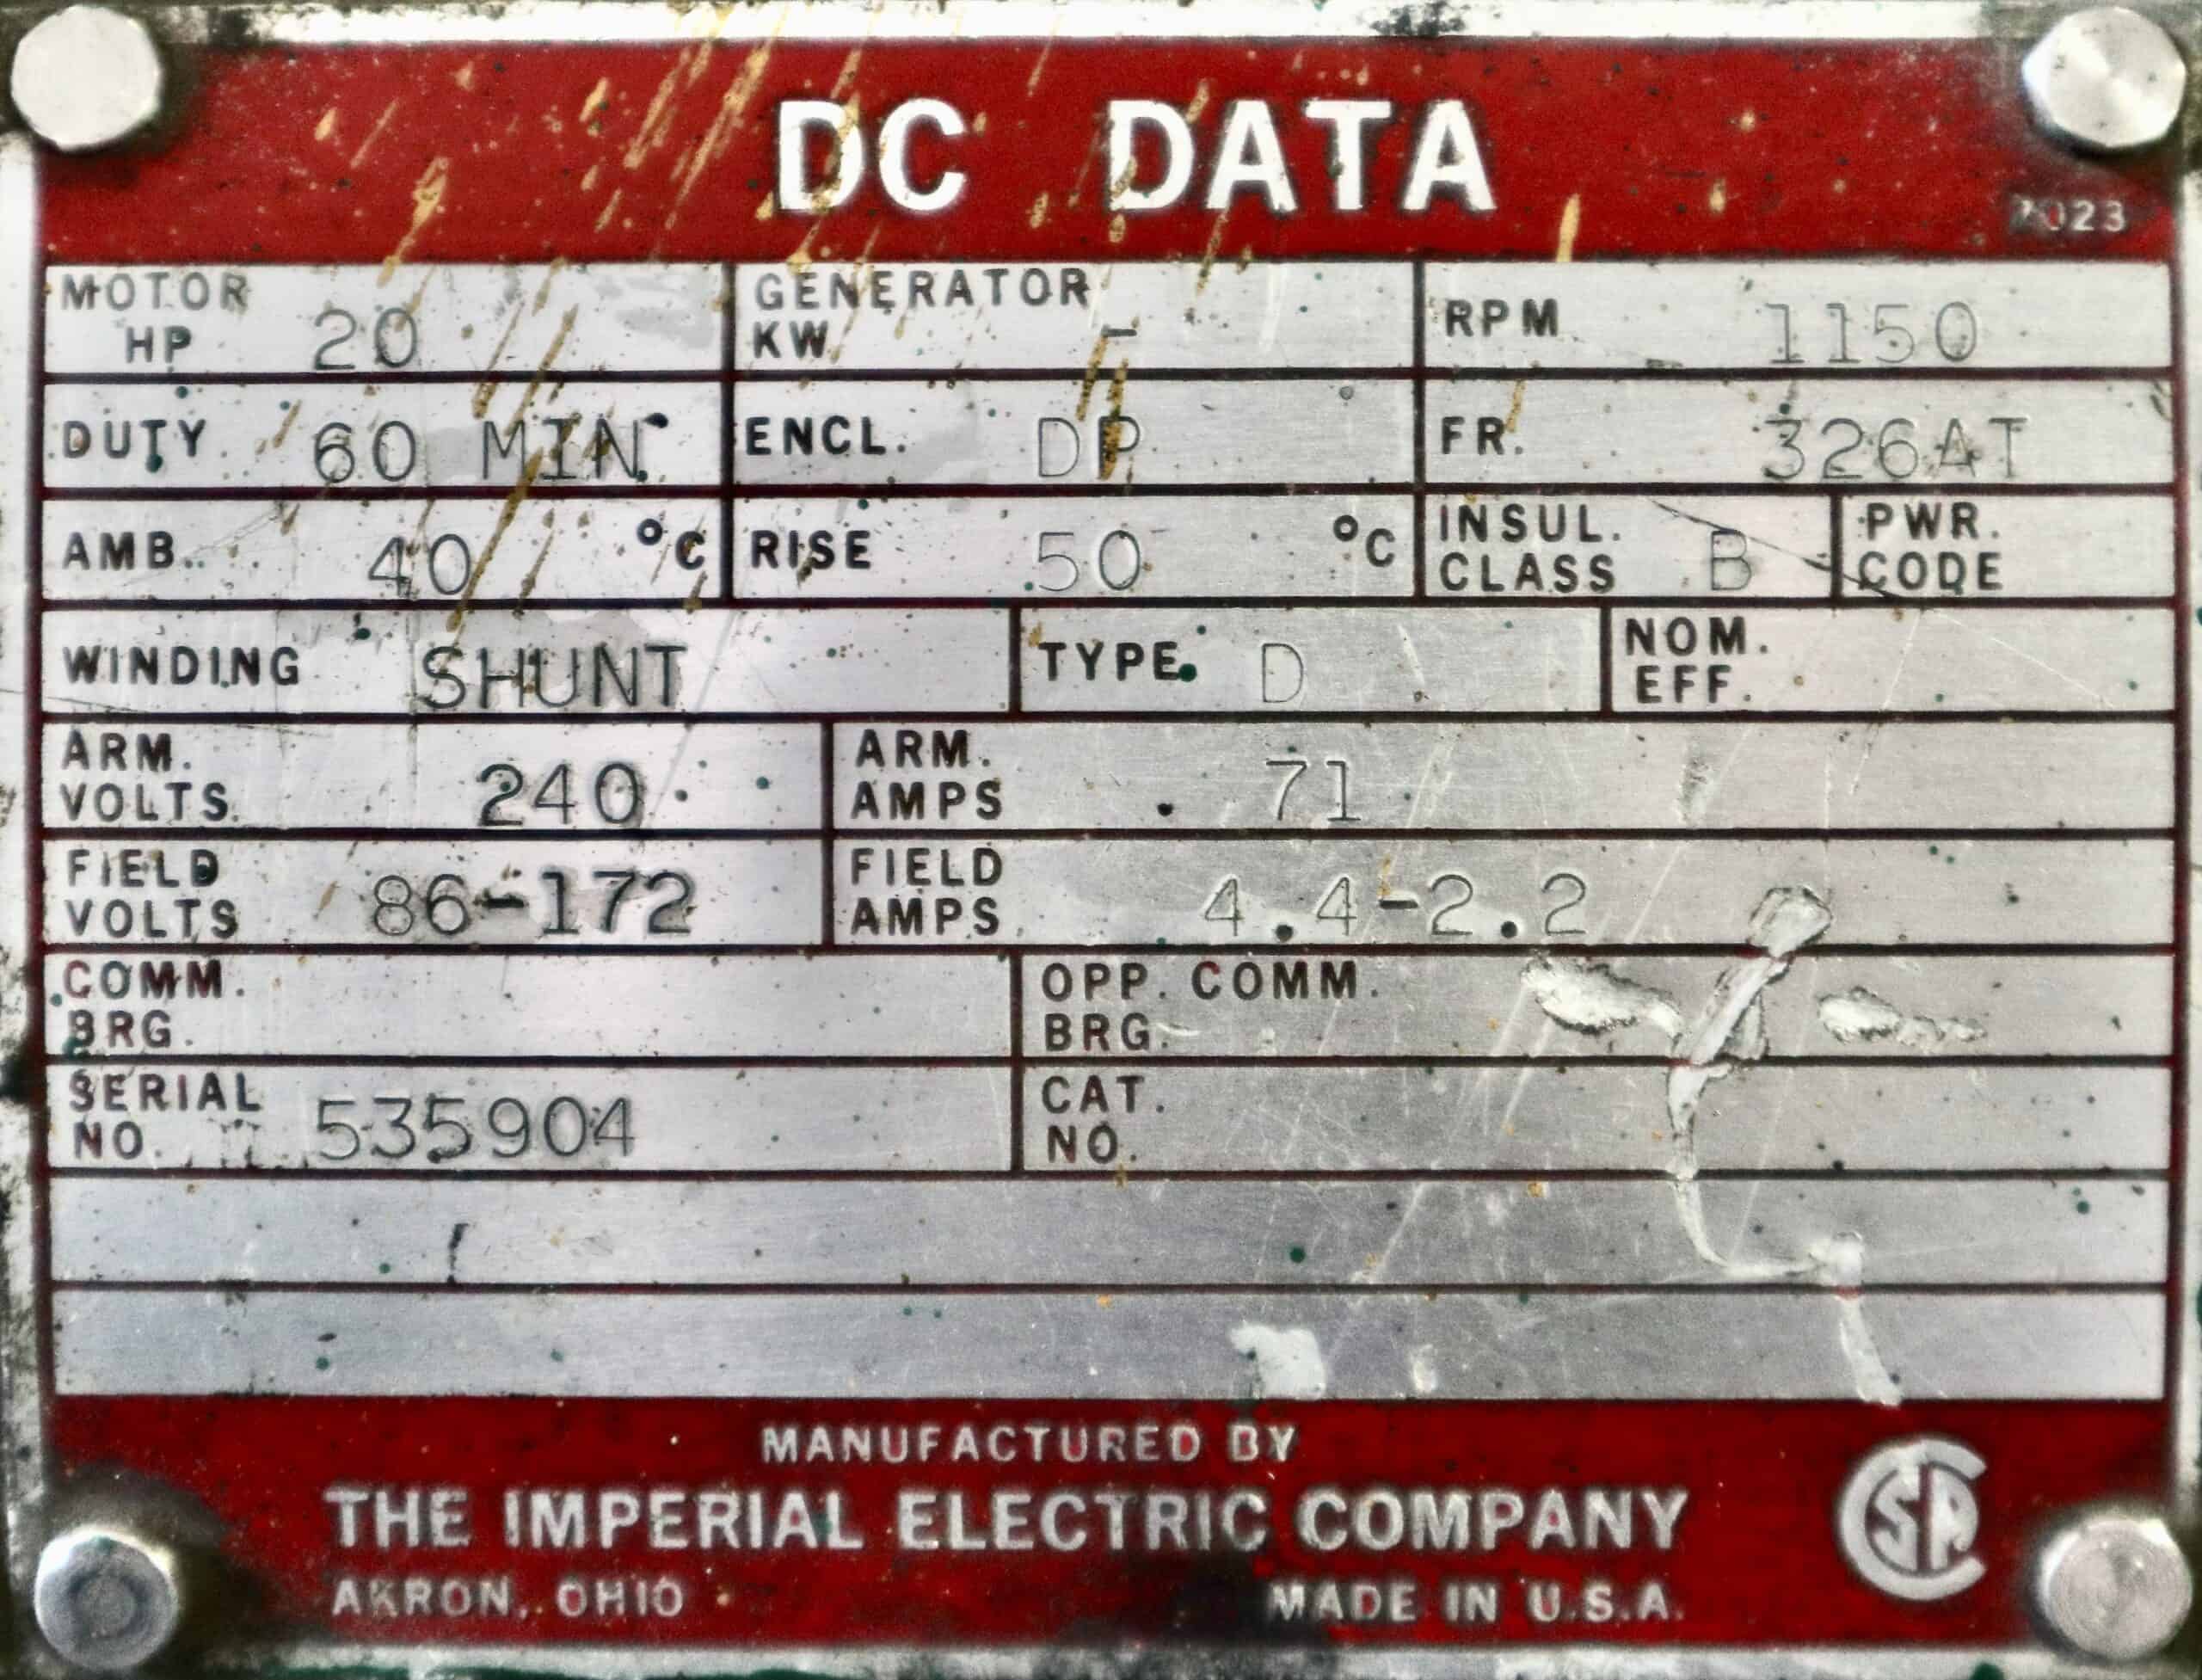 DC DATA
7023
MOTOR HP 20 GENERATOR KW - RPM 1150
DUTY 60 MIN ENCL. DP FR. 326AT
AMB. 40 °C RISE 50 °C INSUL. CLASS B PWR. CODE
WINDING SHUNT TYPE D NOM. EFF.
ARM. VOLTS 240 ARM. AMPS 71
FIELD VOLTS 86-172 FIELD AMPS 4.4-2.2
COMM. BRG. OPP. COMM. BRG.
SERIAL NO. 535904 CAT. NO.
MANUFACTURED BY
THE IMPERIAL ELECTRIC COMPANY
AKRON, OHIO MADE IN U.S.A.
CSA